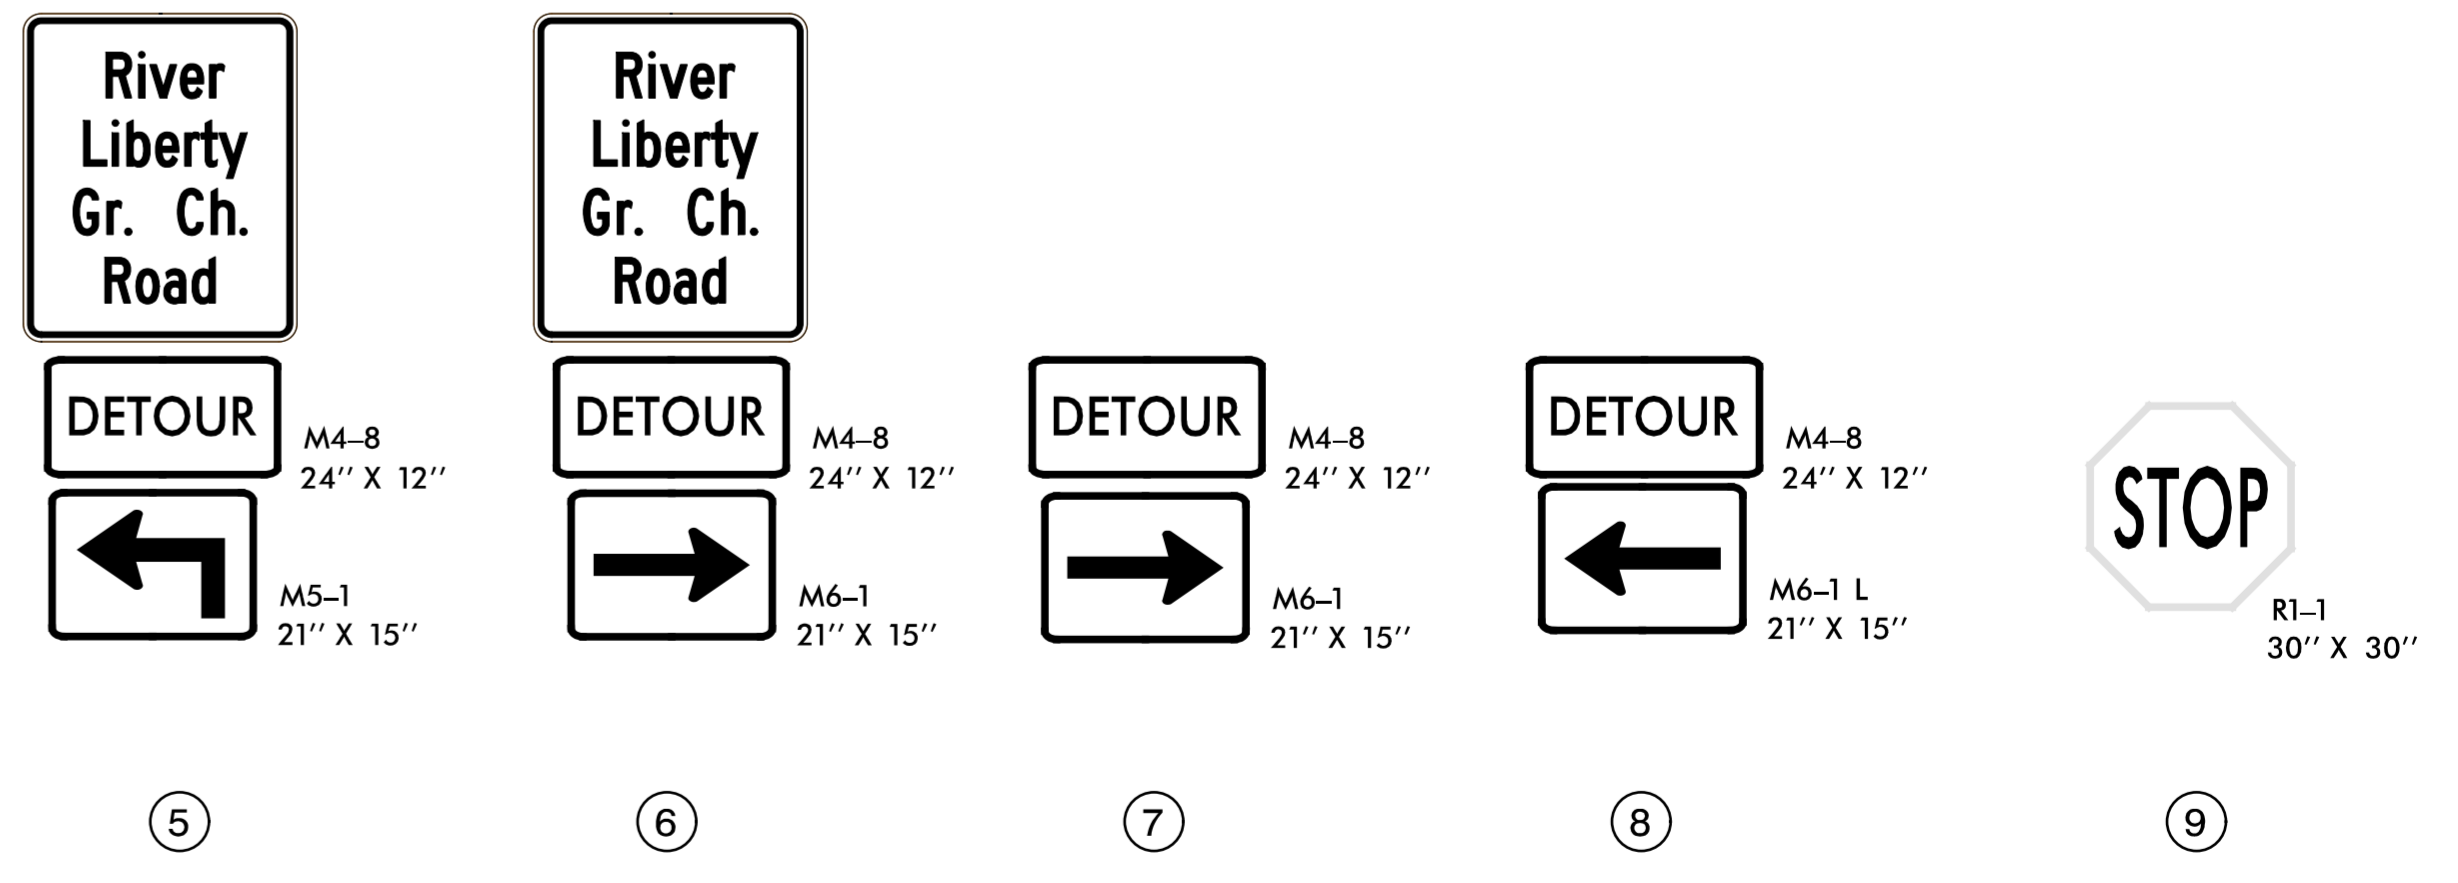 River
Liberty
Gr. Ch.
Road
DETOUR
M4–8
24’’ X 12’’
M5–1
21’’ X 15’’
5
River
Liberty
Gr. Ch.
Road
DETOUR
M4–8
24’’ X 12’’
M6–1
21’’ X 15’’
6
DETOUR
M4–8
24’’ X 12’’
M6–1
21’’ X 15’’
7
DETOUR
M4–8
24’’ X 12’’
M6–1 L
21’’ X 15’’
8
STOP
R1–1
30’’ X 30’’
9